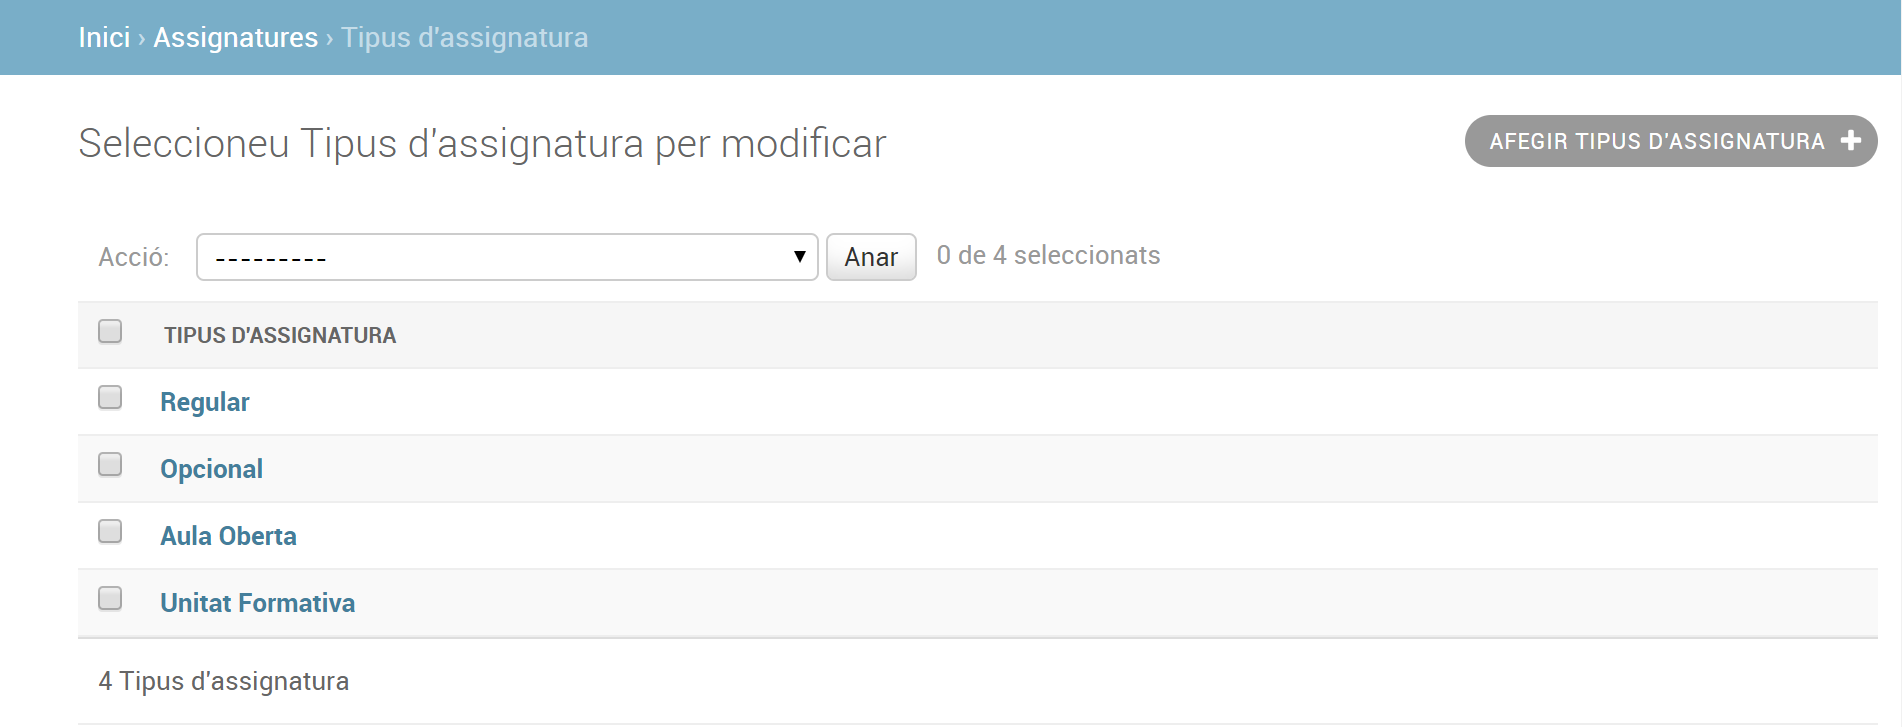 Inici › Assignatures › Tipus d'assignatura
Seleccioneu Tipus d'assignatura per modificar
AFEGIR TIPUS D'ASSIGNATURA +
Acció: --------- Anar 0 de 4 seleccionats
TIPUS D'ASSIGNATURA
Regular
Opcional
Aula Oberta
Unitat Formativa
4 Tipus d'assignatura